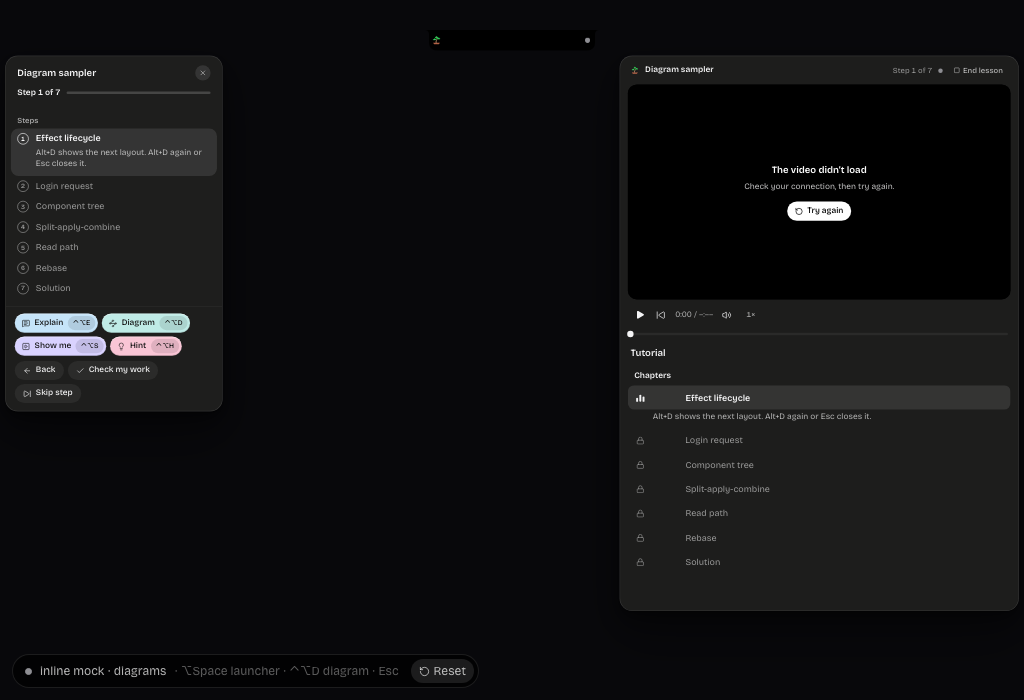 Diagram sampler
Step 1 of 7
Steps
1 Effect lifecycle
Alt+D shows the next layout. Alt+D again or
Esc closes it.
2 Login request
3 Component tree
4 Split-apply-combine
5 Read path
6 Rebase
7 Solution
Explain ⌃⌥E
Diagram ⌃⌥D
Show me ⌃⌥S
Hint ⌃⌥H
Back
Check my work
Skip step
Diagram sampler
Step 1 of 7
End lesson
The video didn't load
Check your connection, then try again.
Try again
0:00 / --:--
1×
Tutorial
Chapters
Effect lifecycle
Alt+D shows the next layout. Alt+D again or Esc closes it.
Login request
Component tree
Split-apply-combine
Read path
Rebase
Solution
inline mock · diagrams · ⌥Space launcher · ⌃⌥D diagram · Esc
Reset